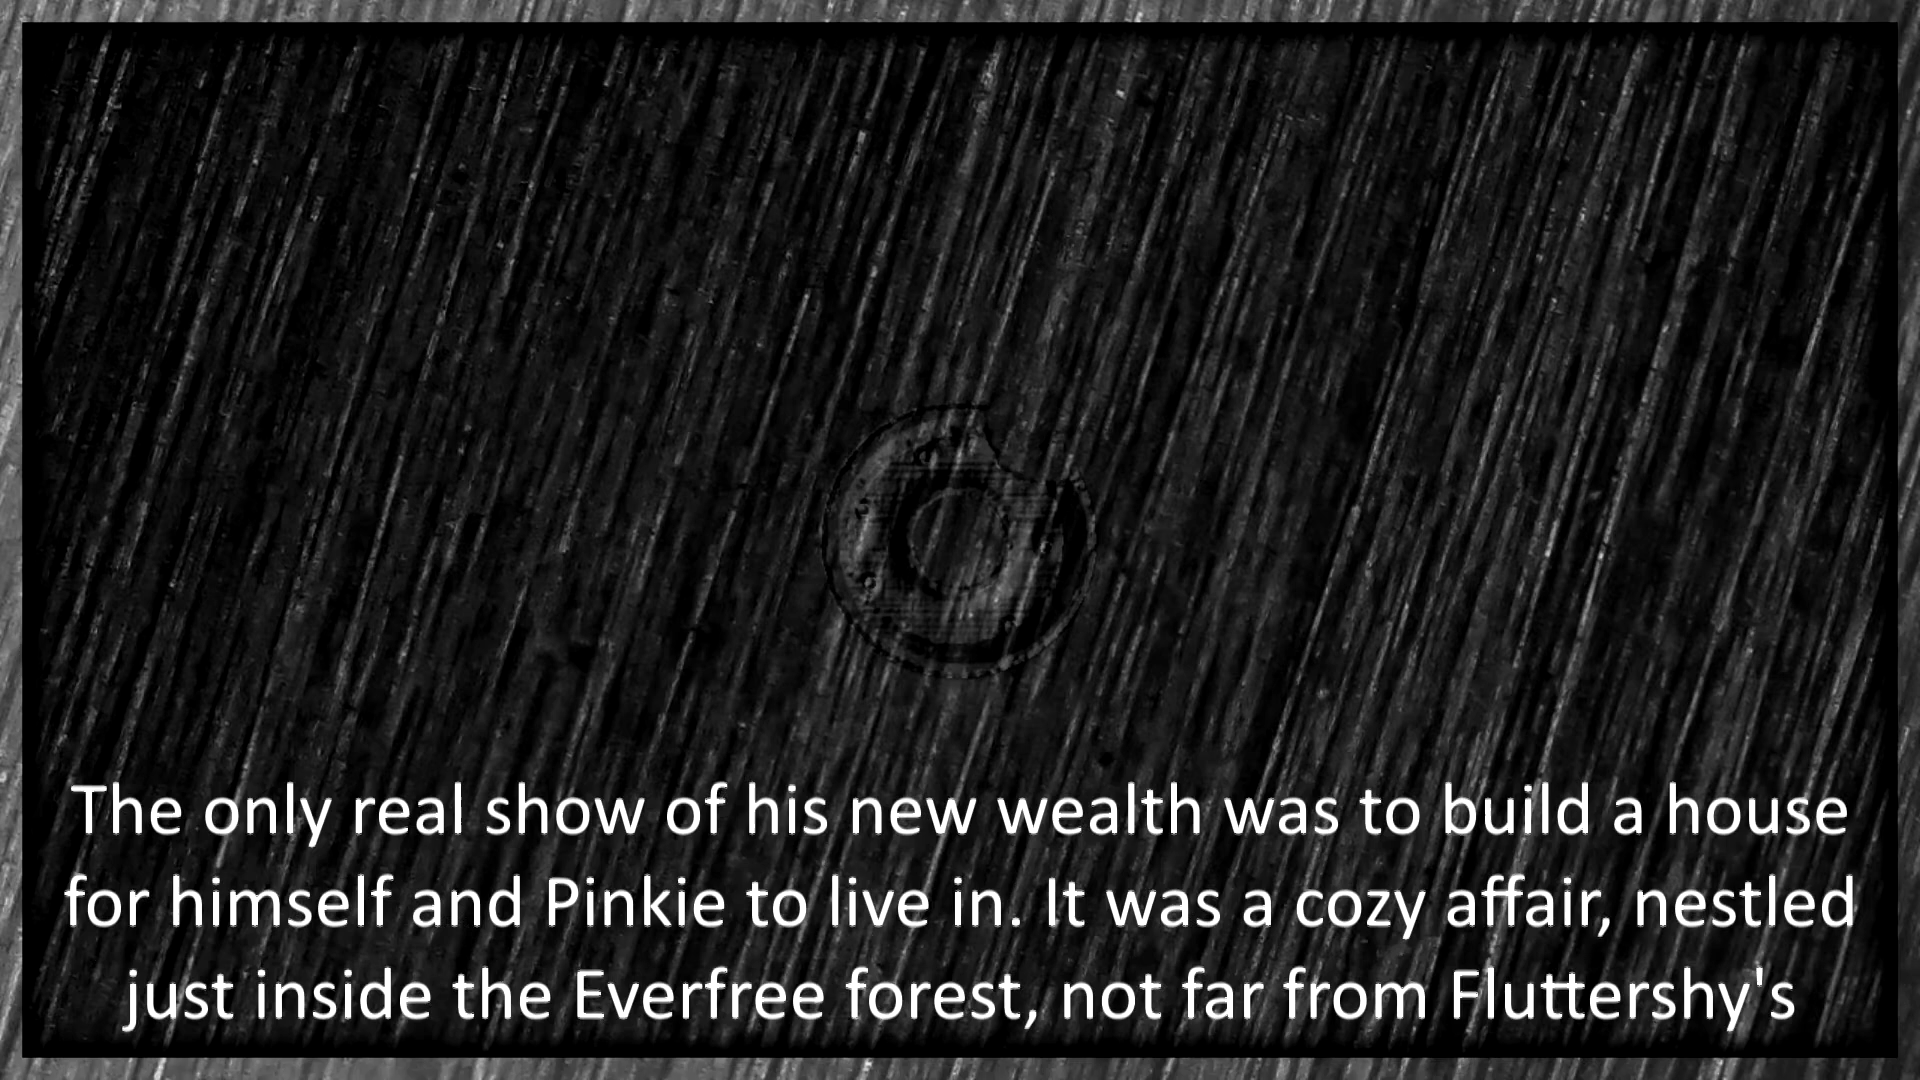 The only real show of his new wealth was to build a house
for himself and Pinkie to live in. It was a cozy affair, nestled
just inside the Everfree forest, not far from Fluttershy's